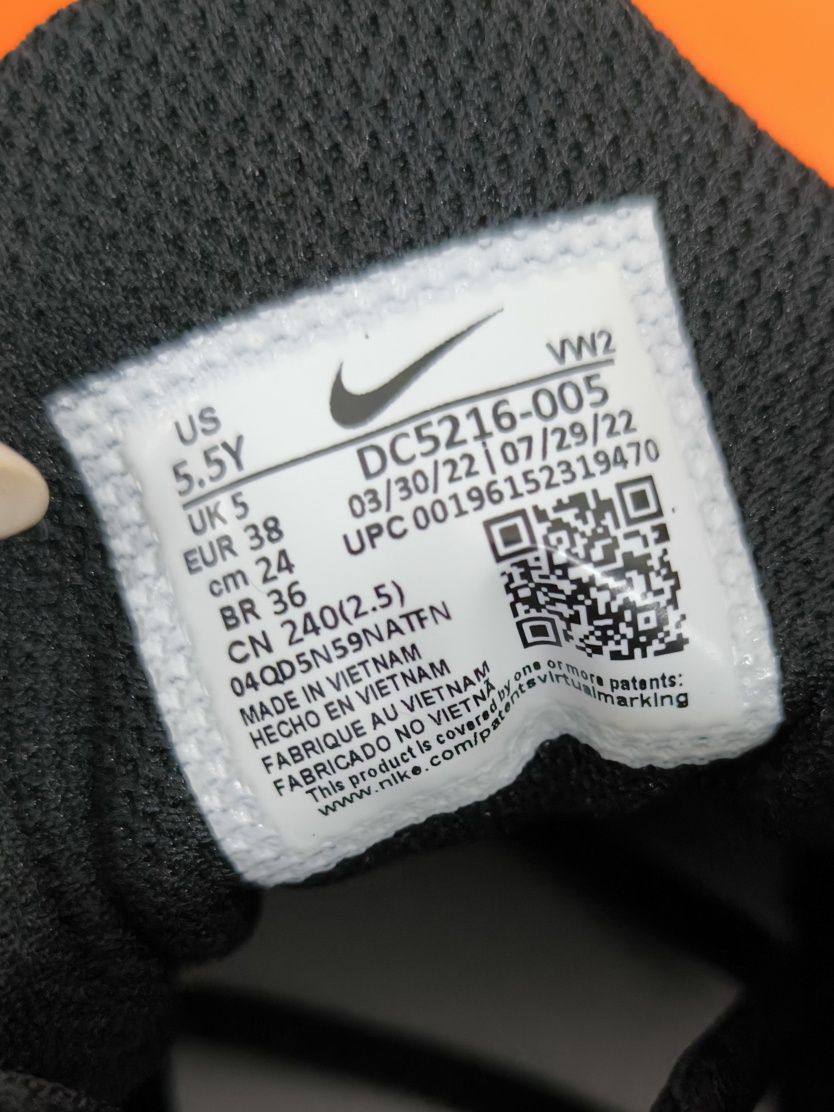 US
5.5Y
VW2
UK 5
EUR 38
cm 24
BR 36
CN 240(2.5)
DC5216-005
03/30/22 | 07/29/22
UPC 00196152319470
04QD5N59NATFN
MADE IN VIETNAM
HECHO EN VIETNAM
FABRIQUE AU VIETNAM
FABRICADO NO VIETNÃ
This product is covered by one or more patents:
www.nike.com/patentsvirtualmarking